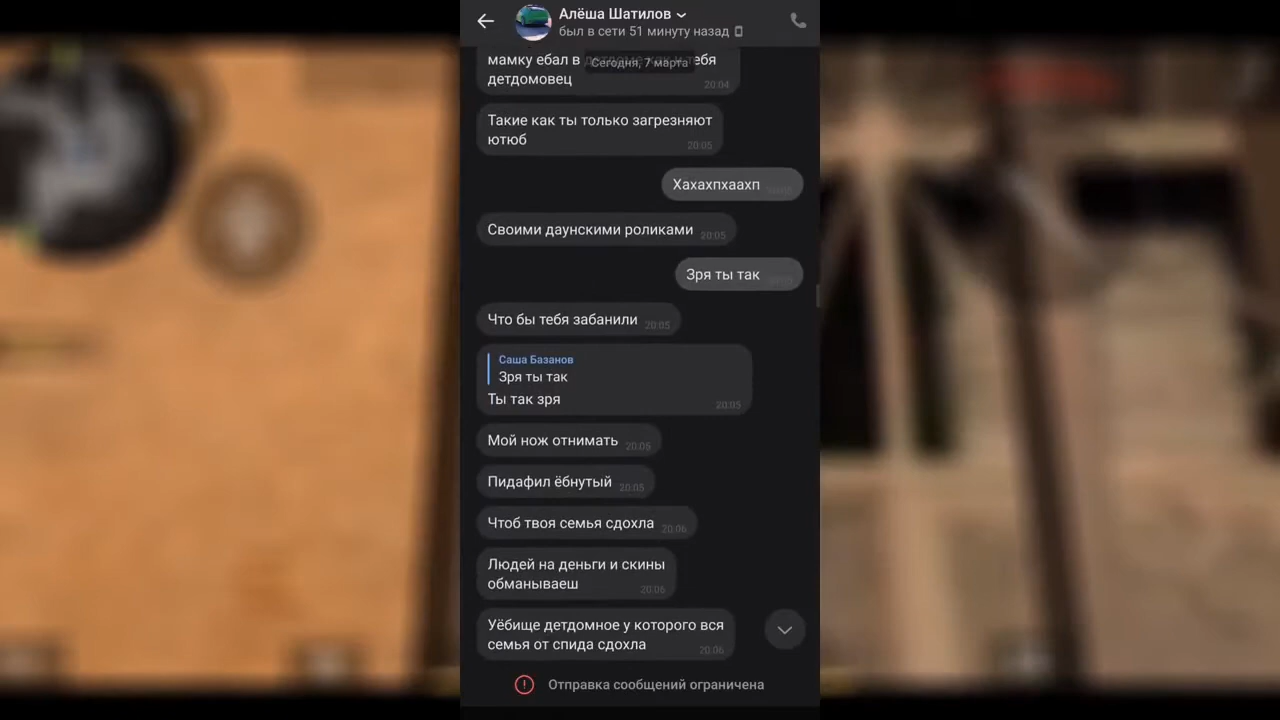 Алёша Шатилов
был в сети 51 минуту назад
мамку ебал в тебя
Сегодня, 7 марта
детдомовец
20:04
Такие как ты только загрезняют
ютюб
20:05
Хахахпхаахп
Своими даунскими роликами 20:05
Зря ты так
Что бы тебя забанили 20:05
Саша Базанов
Зря ты так
Ты так зря
20:05
Мой нож отнимать 20:05
Пидафил ёбнутый 20:05
Чтоб твоя семья сдохла 20:06
Людей на деньги и скины
обманываеш
20:06
Уёбище детдомное у которого вся
семья от спида сдохла
20:06
Отправка сообщений ограничена